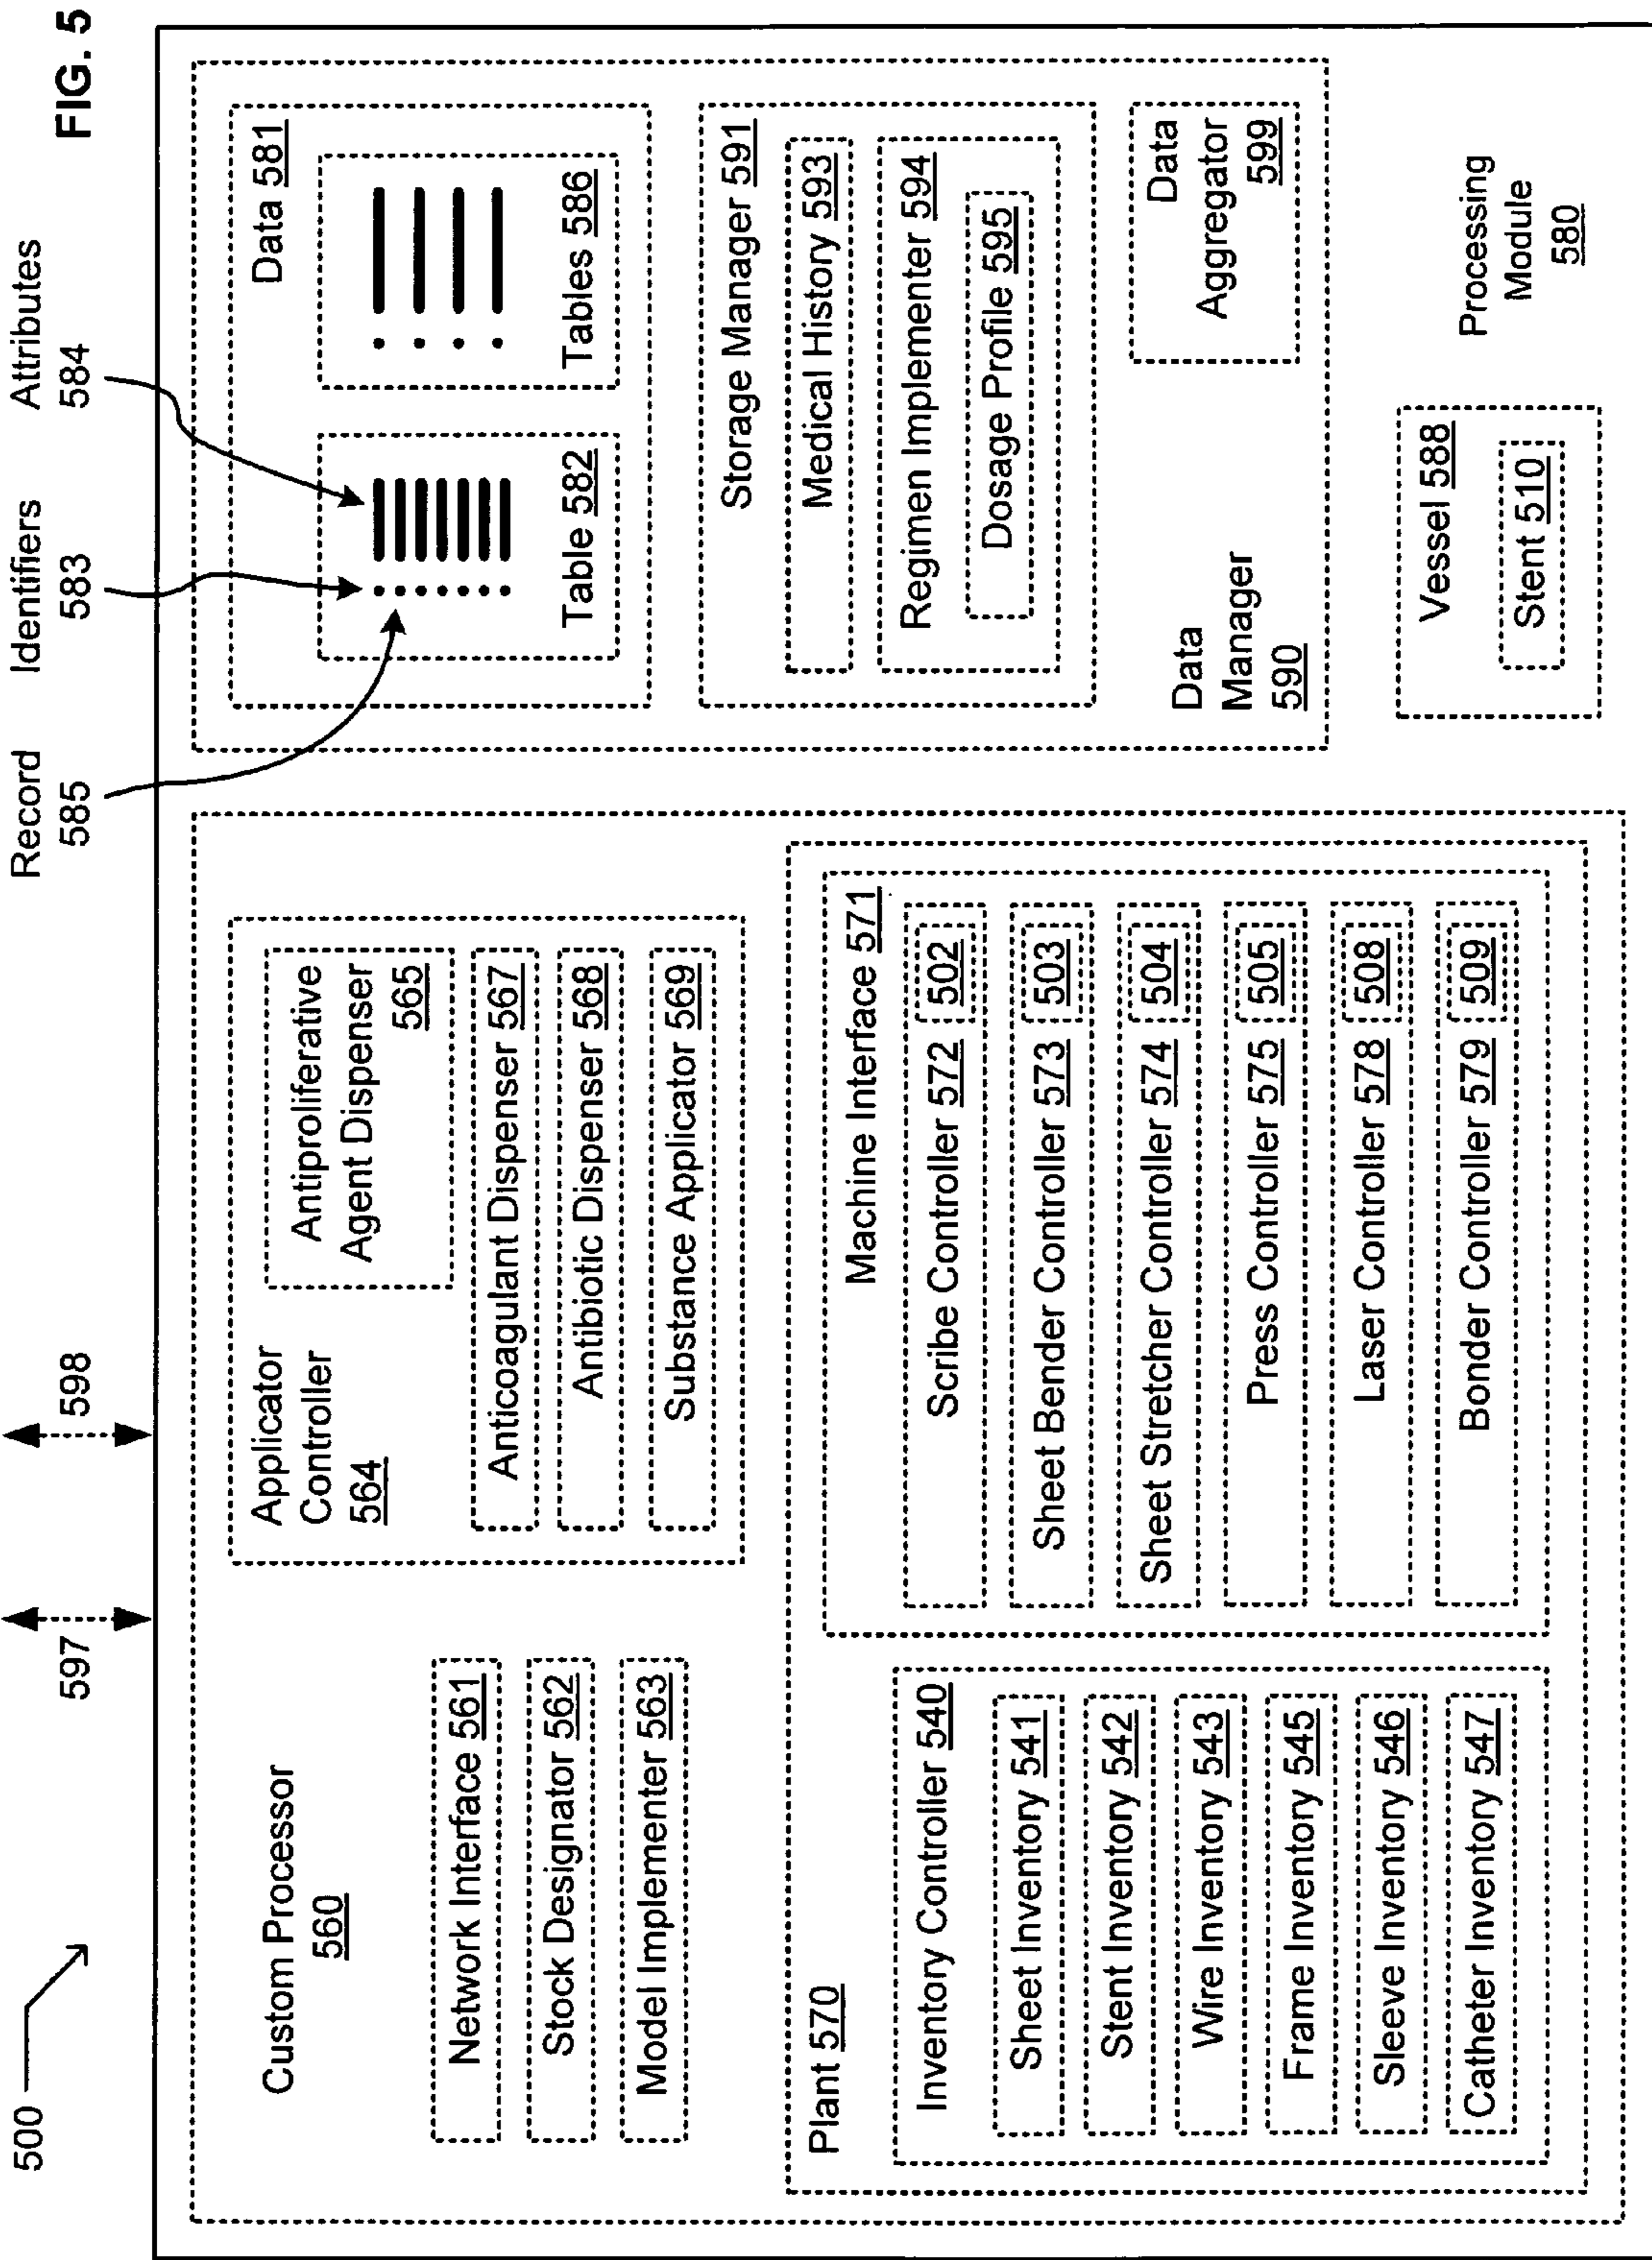 FIG. 5
500
597
598
Record
585
Identifiers
583
Attributes
584
Custom Processor
560
Network Interface 561
Stock Designator 562
Model Implementer 563
Applicator
Controller
564
Antiproliferative
Agent Dispenser
565
Anticoagulant Dispenser 567
Antibiotic Dispenser 568
Substance Applicator 569
Plant 570
Inventory Controller 540
Sheet Inventory 541
Stent Inventory 542
Wire Inventory 543
Frame Inventory 545
Sleeve Inventory 546
Catheter Inventory 547
Machine Interface 571
Scribe Controller 572 502
Sheet Bender Controller 573 503
Sheet Stretcher Controller 574 504
Press Controller 575 505
Laser Controller 578 508
Bonder Controller 579 509
Data 581
Table 582
Tables 586
Storage Manager 591
Medical History 593
Regimen Implementer 594
Dosage Profile 595
Data
Manager
590
Data
Aggregator
599
Vessel 588
Stent 510
Processing
Module
580